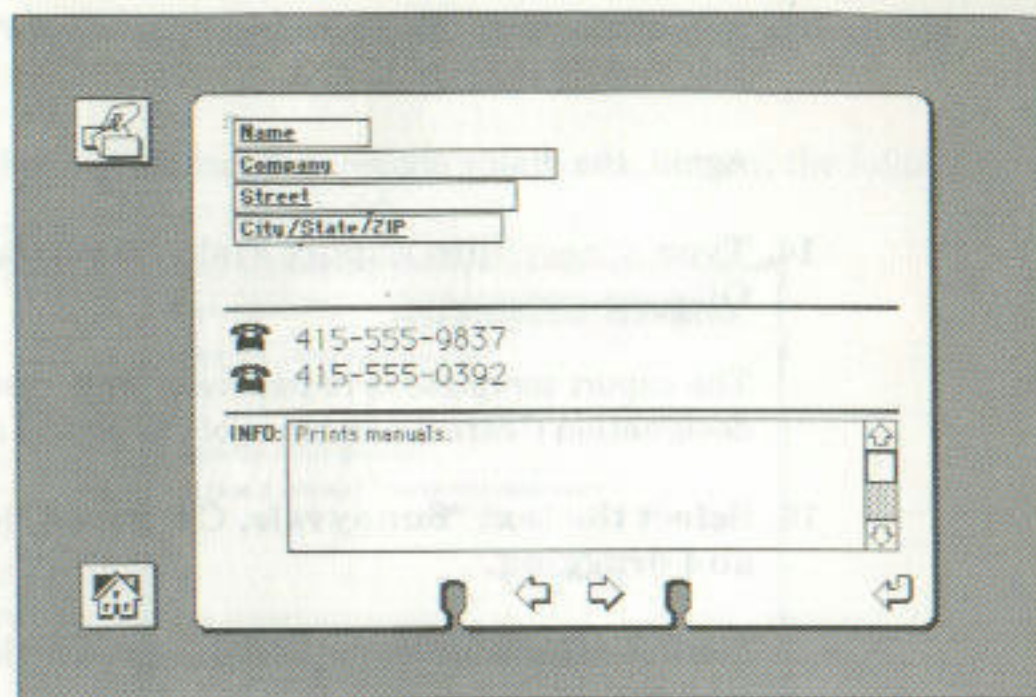 Name
Company
Street
City/State/ZIP
415-555-9837
415-555-0392
INFO: Prints manuals.